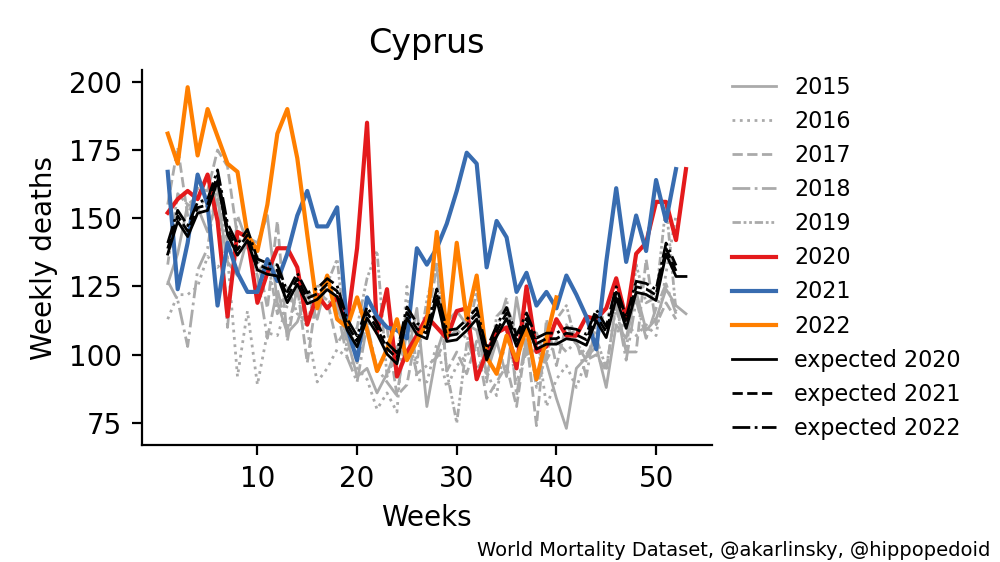 Cyprus
200
175
150
125
100
75
Weekly deaths
10 20 30 40 50
Weeks
2015
2016
2017
2018
2019
2020
2021
2022
expected 2020
expected 2021
expected 2022
World Mortality Dataset, @akarlinsky, @hippopedoid